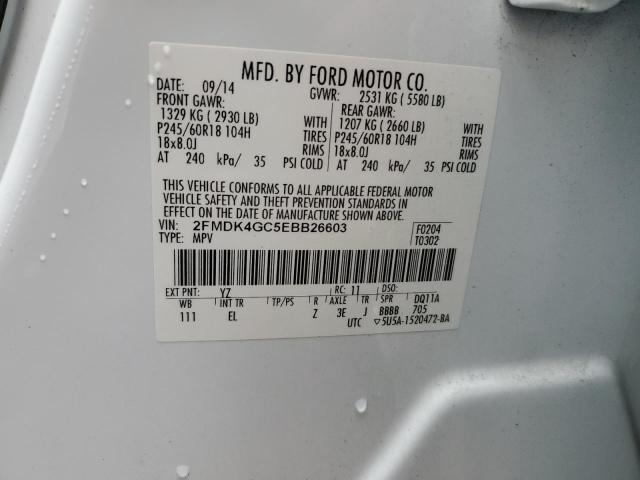 MFD. BY FORD MOTOR CO.
DATE: 09/14 GVWR: 2531 KG ( 5580 LB)
FRONT GAWR: REAR GAWR:
1329 KG ( 2930 LB) 1207 KG ( 2660 LB)
P245/60R18 104H TIRES P245/60R18 104H TIRES
18x8.0J RIMS 18x8.0J RIMS
AT 240 kPa/ 35 PSI COLD AT 240 kPa/ 35 PSI COLD
THIS VEHICLE CONFORMS TO ALL APPLICABLE FEDERAL MOTOR
VEHICLE SAFETY AND THEFT PREVENTION STANDARDS IN
EFFECT ON THE DATE OF MANUFACTURE SHOWN ABOVE.
VIN: 2FMDK4GC5EBB26603 F0204
TYPE: MPV T0302
EXT PNT: YZ RC: 11 DSO:
WB INT TR TP/PS R AXLE TR SPR DQ11A
111 EL Z 3E J BBBB 705
UTC ▽5U5A-1520472-BA